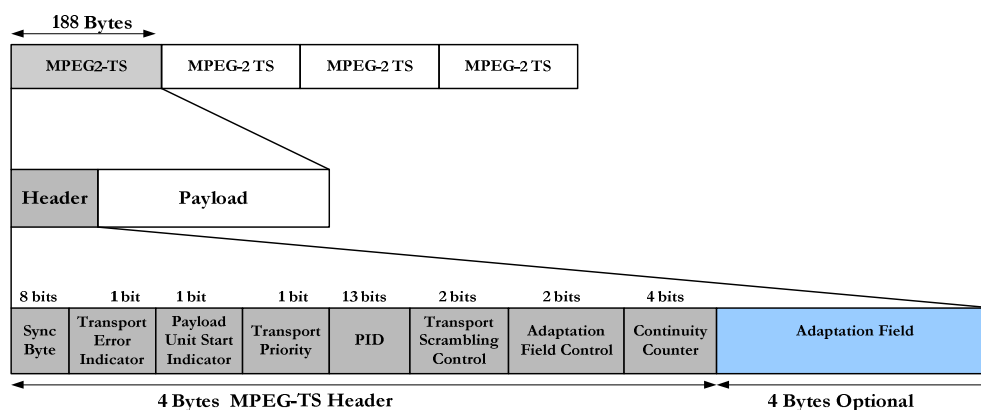 188 Bytes
MPEG2-TS
MPEG-2 TS
MPEG-2 TS
MPEG-2 TS
Header
Payload
8 bits
1 bit
1 bit
1 bit
13 bits
2 bits
2 bits
4 bits
Sync
Byte
Transport
Error
Indicator
Payload
Unit Start
Indicator
Transport
Priority
PID
Transport
Scrambling
Control
Adaptation
Field Control
Continuity
Counter
Adaptation Field
4 Bytes MPEG-TS Header
4 Bytes Optional